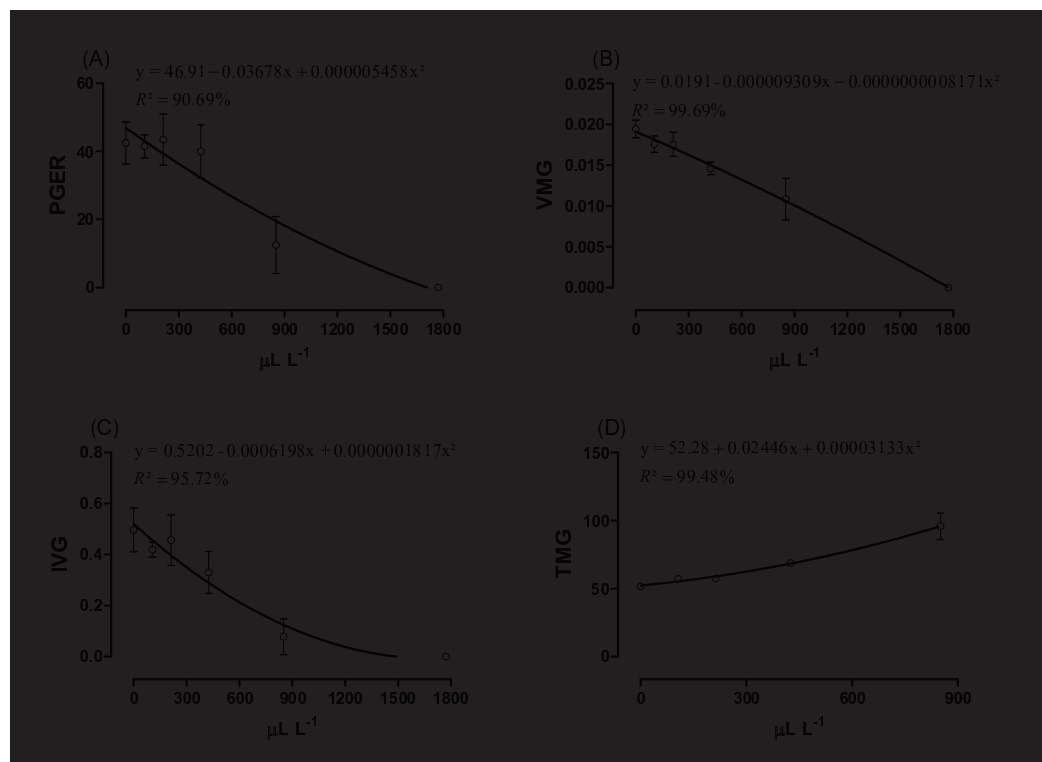 (A)
y = 46.91 – 0.03678x + 0.000005458x²
R² = 90.69%
60
40
20
0
PGER
0 300 600 900 1200 1500 1800
µL L-1
(B)
y = 0.0191 - 0.000009309x – 0.0000000008171x²
R² = 99.69%
0.025
0.020
0.015
0.010
0.005
0.000
VMG
0 300 600 900 1200 1500 1800
µL L-1
(C)
y = 0.5202 - 0.0006198x + 0.0000001817x²
R² = 95.72%
0.8
0.6
0.4
0.2
0.0
IVG
0 300 600 900 1200 1500 1800
µL L-1
(D)
y = 52.28 + 0.02446x + 0.00003133x²
R² = 99.48%
150
100
50
0
TMG
0 300 600 900
µL L-1